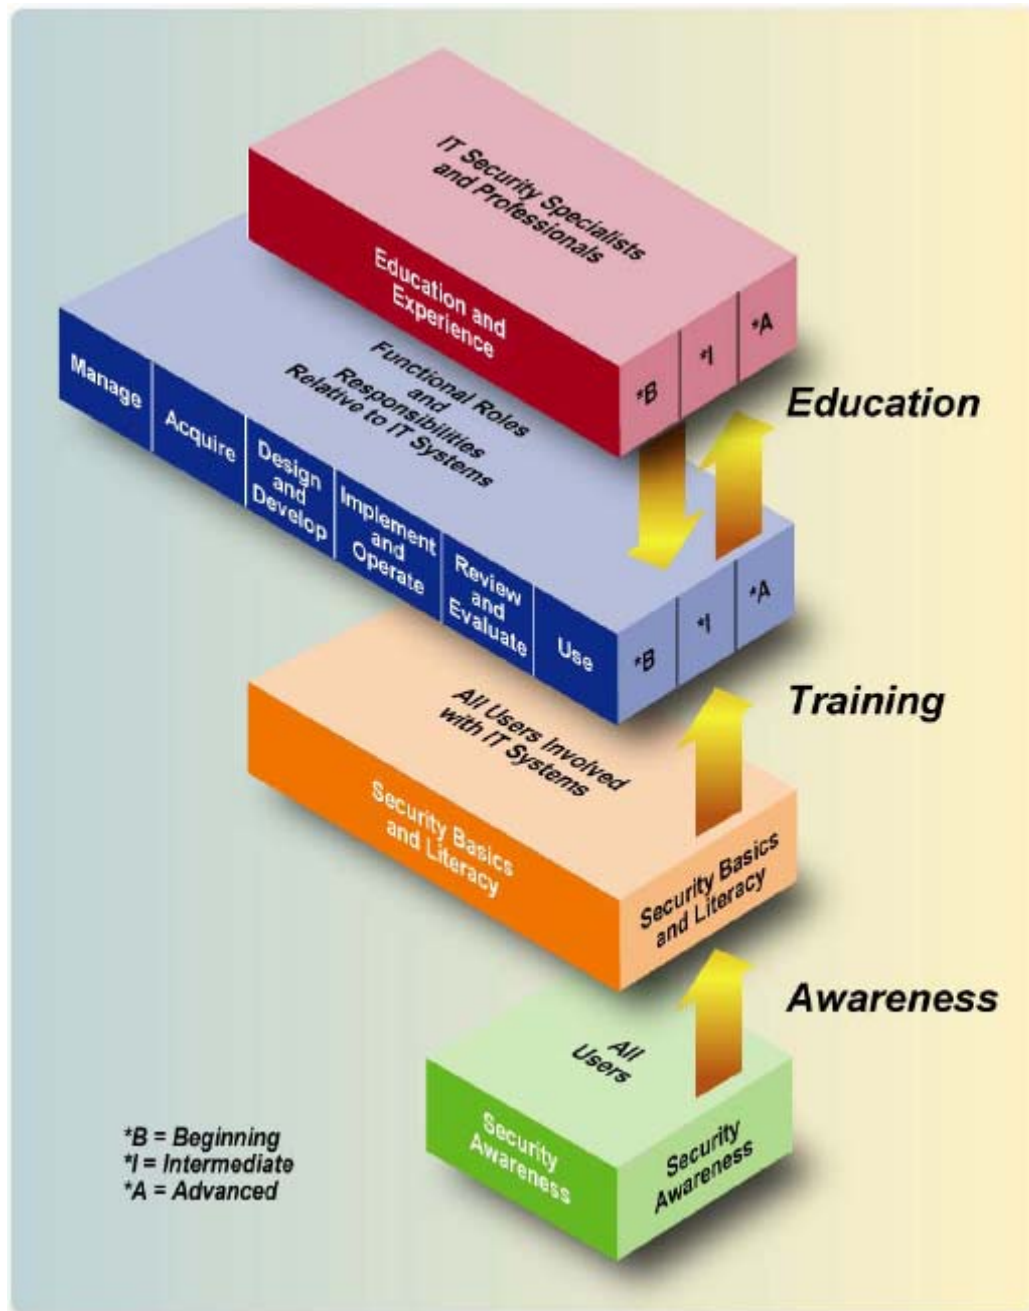 IT Security Specialists
and Professionals
Education and
Experience
*B
*I
*A
Education
Functional Roles
and
Responsibilities
Relative to IT Systems
Manage
Acquire
Design
and
Develop
Implement
and
Operate
Review
and
Evaluate
Use
*B
*I
*A
Training
All Users Involved
with IT Systems
Security Basics
and Literacy
Security Basics
and Literacy
Awareness
All
Users
Security
Awareness
Security
Awareness
*B = Beginning
*I = Intermediate
*A = Advanced